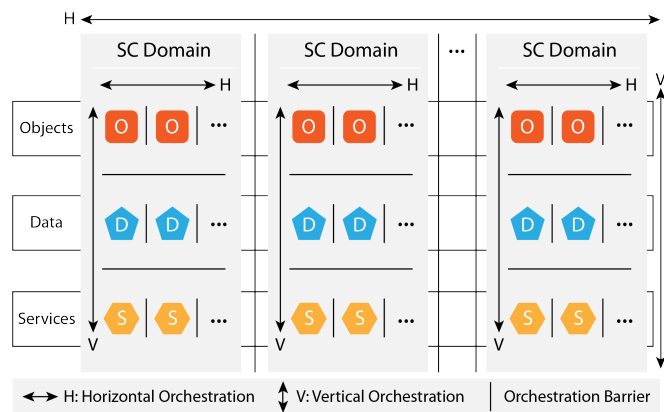 H
SC Domain SC Domain ... SC Domain
H H H V
Objects O O ... O O ... O O ...
Data D D ... D D ... D D ...
Services S S ... S S ... S S ...
V V V
H: Horizontal Orchestration V: Vertical Orchestration Orchestration Barrier